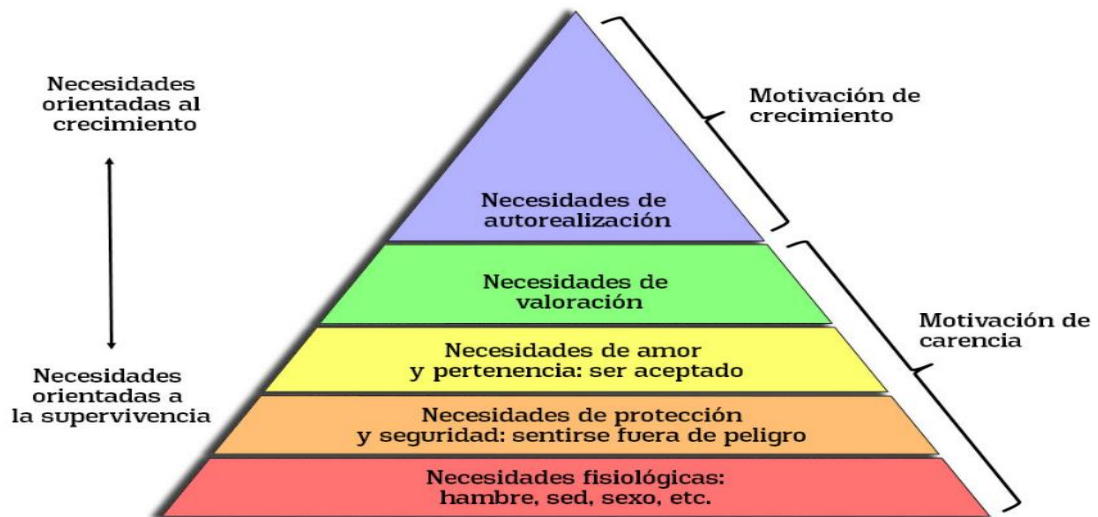 Necesidades
orientadas al
crecimiento
Motivación de
crecimiento
Necesidades de
autorealización
Necesidades de
valoración
Motivación de
carencia
Necesidades de amor
y pertenencia: ser aceptado
Necesidades
orientadas a
la supervivencia
Necesidades de protección
y seguridad: sentirse fuera de peligro
Necesidades fisiológicas:
hambre, sed, sexo, etc.